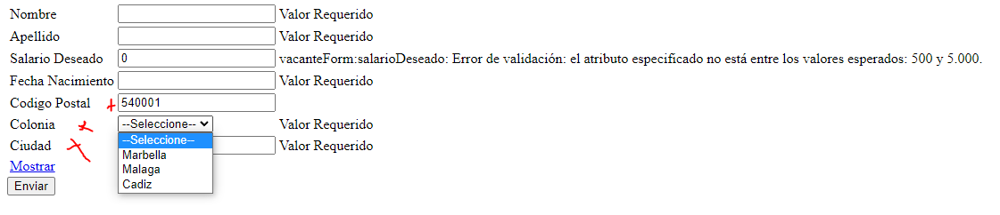 Nombre Valor Requerido
Apellido Valor Requerido
Salario Deseado 0 vacanteForm:salarioDeseado: Error de validación: el atributo especificado no está entre los valores esperados: 500 y 5.000.
Fecha Nacimiento Valor Requerido
Codigo Postal 540001
Colonia --Seleccione-- Valor Requerido
--Seleccione--
Ciudad Valor Requerido
Marbella
Mostrar Malaga
Enviar Cadiz